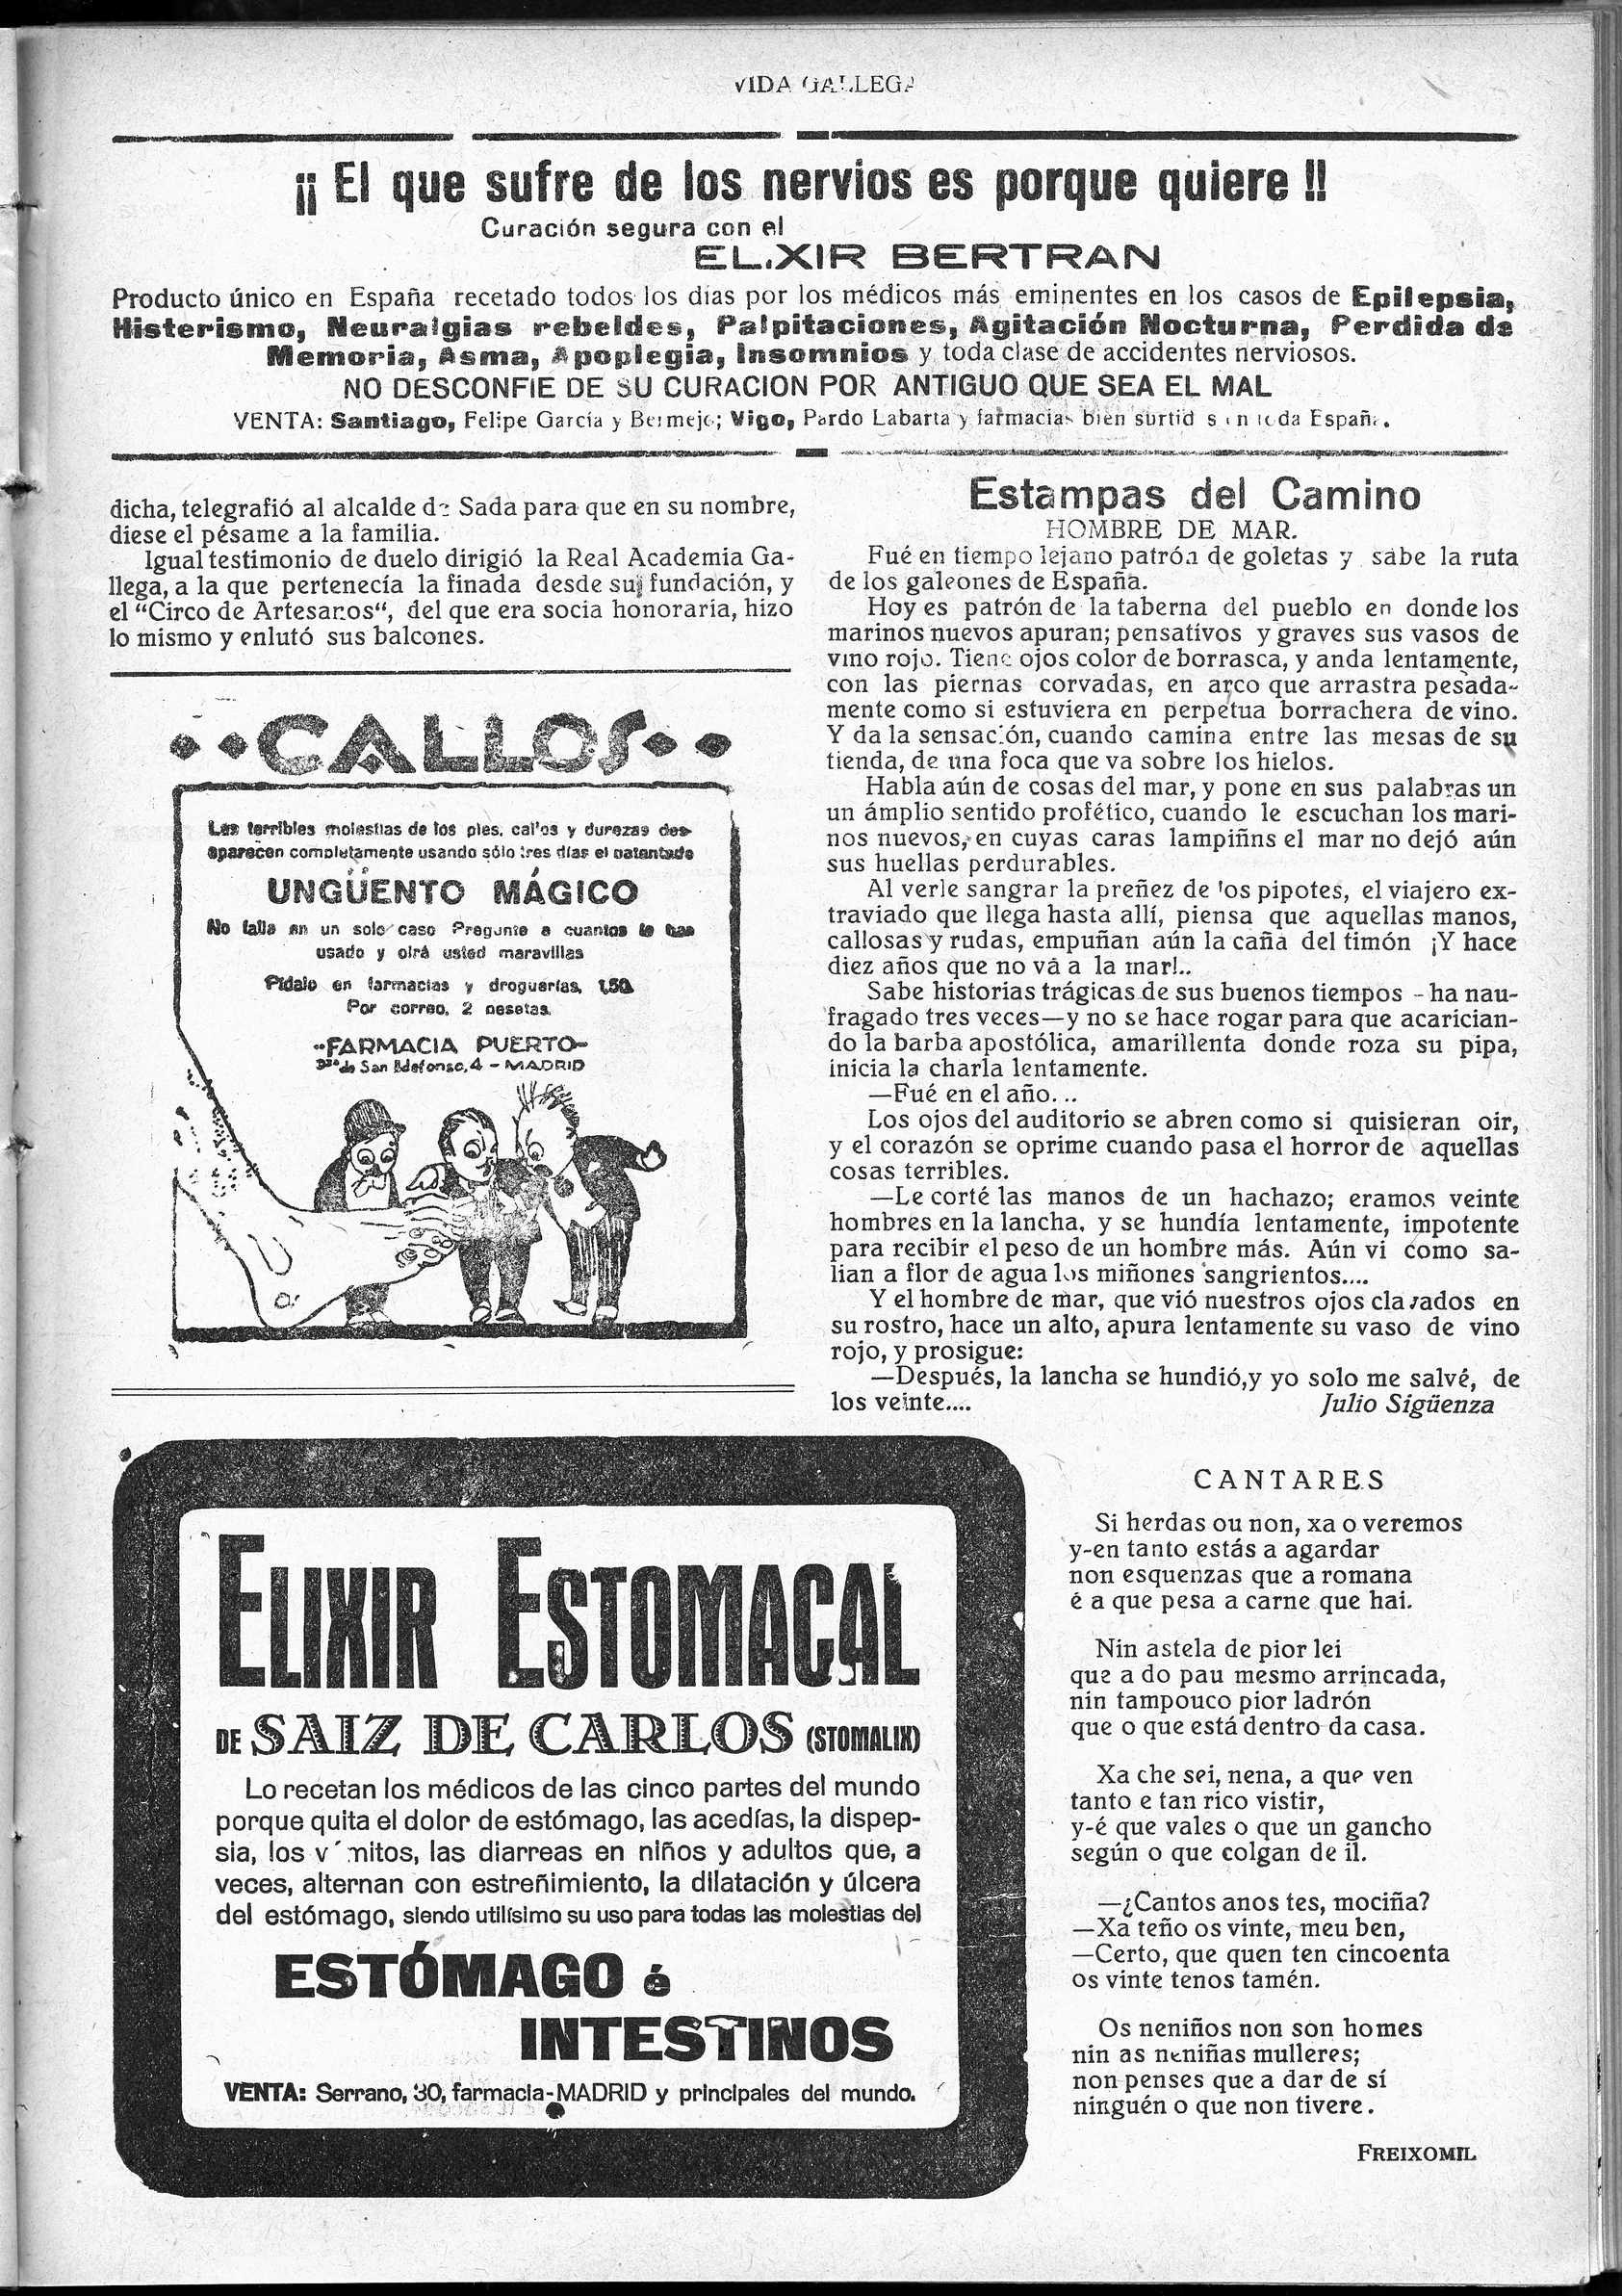 VIDA GALLEGA
¡¡ El que sufre de los nervios es porque quiere !!
Curación segura con el
ELIXIR BERTRAN
Producto único en España recetado todos los dias por los médicos más eminentes en los casos de Epilepsia,
Histerismo, Neuralgias rebeldes, Palpitaciones, Agitación Nocturna, Perdida de
Memoria, Asma, Apoplegia, Insomnios y toda clase de accidentes nerviosos.
NO DESCONFIE DE SU CURACION POR ANTIGUO QUE SEA EL MAL
VENTA: Santiago, Felipe García y Bermejo; Vigo, Pardo Labarta y farmacias bien surtidas en toda España.
dicha, telegrafió al alcalde de Sada para que en su nombre,
diese el pésame a la familia.
Igual testimonio de duelo dirigió la Real Academia Ga-
llega, a la que pertenecía la finada desde su fundación, y
el “Circo de Artesanos“, del que era socia honoraria, hizo
lo mismo y enlutó sus balcones.
CALLOS
Las terribles molestias de los pies, callos y durezas des-
aparecen completamente usando sólo tres días el patentado
UNGÜENTO MÁGICO
No falla en un solo caso Pregunte a cuantos lo han
usado y oirá usted maravillas
Pídalo en farmacias y droguerías, 1,50.
Por correo, 2 pesetas.
-FARMACIA PUERTO-
Pza de San Ildefonso, 4 - MADRID
ELIXIR ESTOMACAL
DE SAIZ DE CARLOS (STOMALIX)
Lo recetan los médicos de las cinco partes del mundo
porque quita el dolor de estómago, las acedías, la dispep-
sia, los vómitos, las diarreas en niños y adultos que, a
veces, alternan con estreñimiento, la dilatación y úlcera
del estómago, siendo utilísimo su uso para todas las molestias del
ESTÓMAGO é
INTESTINOS
VENTA: Serrano, 30, farmacia-MADRID y principales del mundo.
Estampas del Camino
HOMBRE DE MAR.
Fué en tiempo lejano patrón de goletas y sabe la ruta
de los galeones de España.
Hoy es patrón de la taberna del pueblo en donde los
marinos nuevos apuran; pensativos y graves sus vasos de
vino rojo. Tiene ojos color de borrasca, y anda lentamente,
con las piernas corvadas, en arco que arrastra pesada-
mente como si estuviera en perpetua borrachera de vino.
Y da la sensación, cuando camina entre las mesas de su
tienda, de una foca que va sobre los hielos.
Habla aún de cosas del mar, y pone en sus palabras un
un ámplio sentido profético, cuando le escuchan los mari-
nos nuevos, en cuyas caras lampiñns el mar no dejó aún
sus huellas perdurables.
Al verle sangrar la preñez de los pipotes, el viajero ex-
traviado que llega hasta allí, piensa que aquellas manos,
callosas y rudas, empuñan aún la caña del timón ¡Y hace
diez años que no vá a la mar!..
Sabe historias trágicas de sus buenos tiempos - ha nau-
fragado tres veces—y no se hace rogar para que acarician-
do la barba apostólica, amarillenta donde roza su pipa,
inicia la charla lentamente.
—Fué en el año...
Los ojos del auditorio se abren como si quisieran oir,
y el corazón se oprime cuando pasa el horror de aquellas
cosas terribles.
—Le corté las manos de un hachazo; eramos veinte
hombres en la lancha, y se hundía lentamente, impotente
para recibir el peso de un hombre más. Aún vi como sa-
lian a flor de agua los miñones sangrientos....
Y el hombre de mar, que vió nuestros ojos clavados en
su rostro, hace un alto, apura lentamente su vaso de vino
rojo, y prosigue:
—Después, la lancha se hundió,y yo solo me salvé, de
los veinte....
Julio Sigüenza
CANTARES
Si herdas ou non, xa o veremos
y-en tanto estás a agardar
non esquenzas que a romana
é a que pesa a carne que hai.
Nin astela de pior lei
que a do pau mesmo arrincada,
nin tampouco pior ladrón
que o que está dentro da casa.
Xa che sei, nena, a que ven
tanto e tan rico vistir,
y-é que vales o que un gancho
según o que colgan de il.
—¿Cantos anos tes, mociña?
—Xa teño os vinte, meu ben,
—Certo, que quen ten cincoenta
os vinte tenos tamén.
Os neniños non son homes
nin as neniñas mulleres;
non penses que a dar de sí
ninguén o que non tivere.
FREIXOMIL